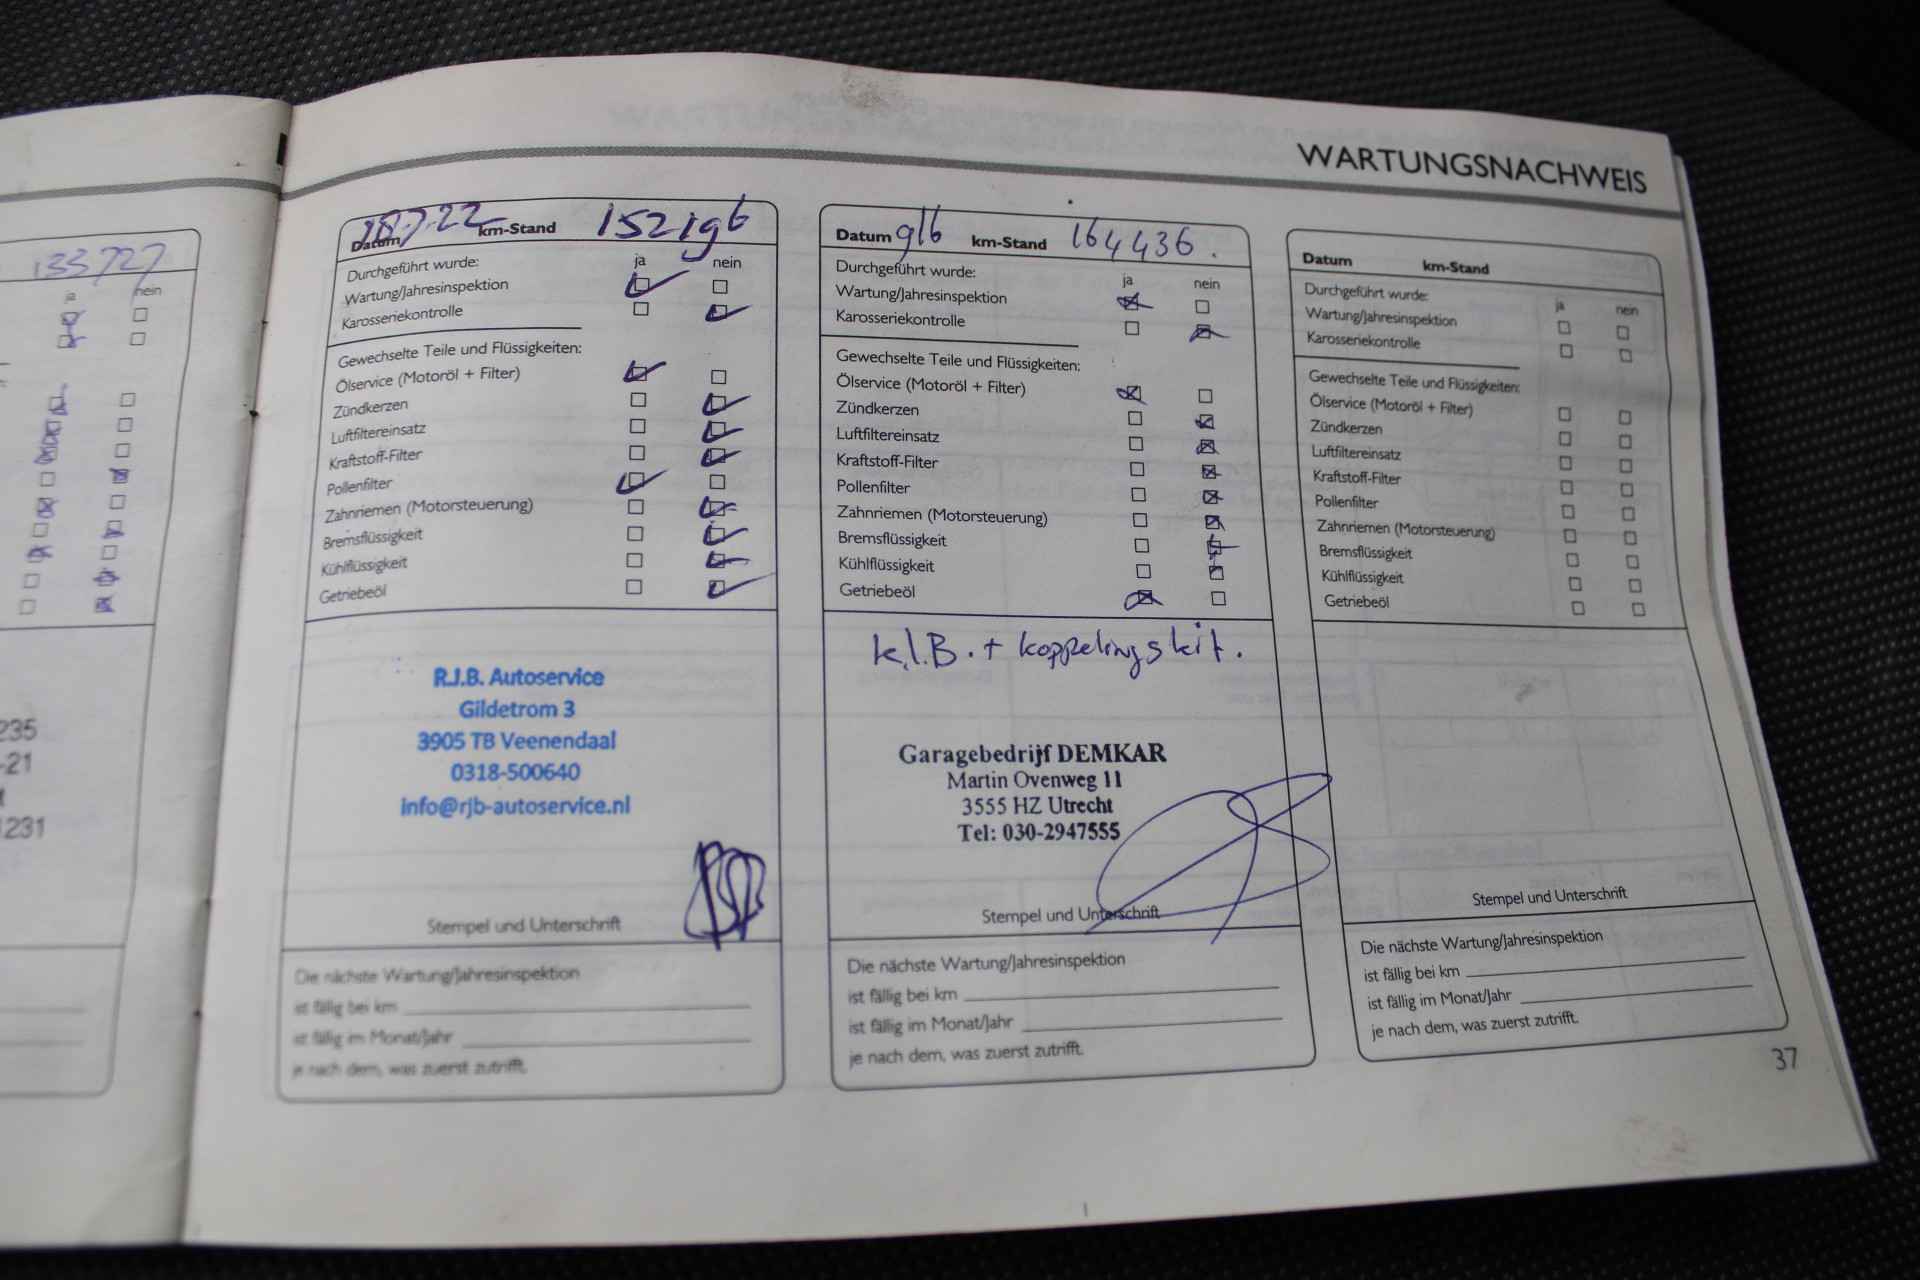 WARTUNGSNACHWEIS
133727
ja nein
235
-21
1231
Datum 28-7-22 km-Stand 152196
Durchgeführt wurde: ja nein
Wartung/Jahresinspektion
Karosseriekontrolle
Gewechselte Teile und Flüssigkeiten:
Ölservice (Motoröl + Filter)
Zündkerzen
Luftfiltereinsatz
Kraftstoff-Filter
Pollenfilter
Zahnriemen (Motorsteuerung)
Bremsflüssigkeit
Kühlflüssigkeit
Getriebeöl
R.J.B. Autoservice
Gildetrom 3
3905 TB Veenendaal
0318-500640
info@rjb-autoservice.nl
Stempel und Unterschrift
Die nächste Wartung/Jahresinspektion
ist fällig bei km
ist fällig im Monat/Jahr
je nach dem, was zuerst zutrifft.
Datum 9/6 km-Stand 164436.
Durchgeführt wurde: ja nein
Wartung/Jahresinspektion
Karosseriekontrolle
Gewechselte Teile und Flüssigkeiten:
Ölservice (Motoröl + Filter)
Zündkerzen
Luftfiltereinsatz
Kraftstoff-Filter
Pollenfilter
Zahnriemen (Motorsteuerung)
Bremsflüssigkeit
Kühlflüssigkeit
Getriebeöl
k.l.B. + koppelingskit.
Garagebedrijf DEMKAR
Martin Ovenweg 11
3555 HZ Utrecht
Tel: 030-2947555
Stempel und Unterschrift
Die nächste Wartung/Jahresinspektion
ist fällig bei km
ist fällig im Monat/Jahr
je nach dem, was zuerst zutrifft.
Datum km-Stand
Durchgeführt wurde: ja nein
Wartung/Jahresinspektion
Karosseriekontrolle
Gewechselte Teile und Flüssigkeiten:
Ölservice (Motoröl + Filter)
Zündkerzen
Luftfiltereinsatz
Kraftstoff-Filter
Pollenfilter
Zahnriemen (Motorsteuerung)
Bremsflüssigkeit
Kühlflüssigkeit
Getriebeöl
Stempel und Unterschrift
Die nächste Wartung/Jahresinspektion
ist fällig bei km
ist fällig im Monat/Jahr
je nach dem, was zuerst zutrifft.
37